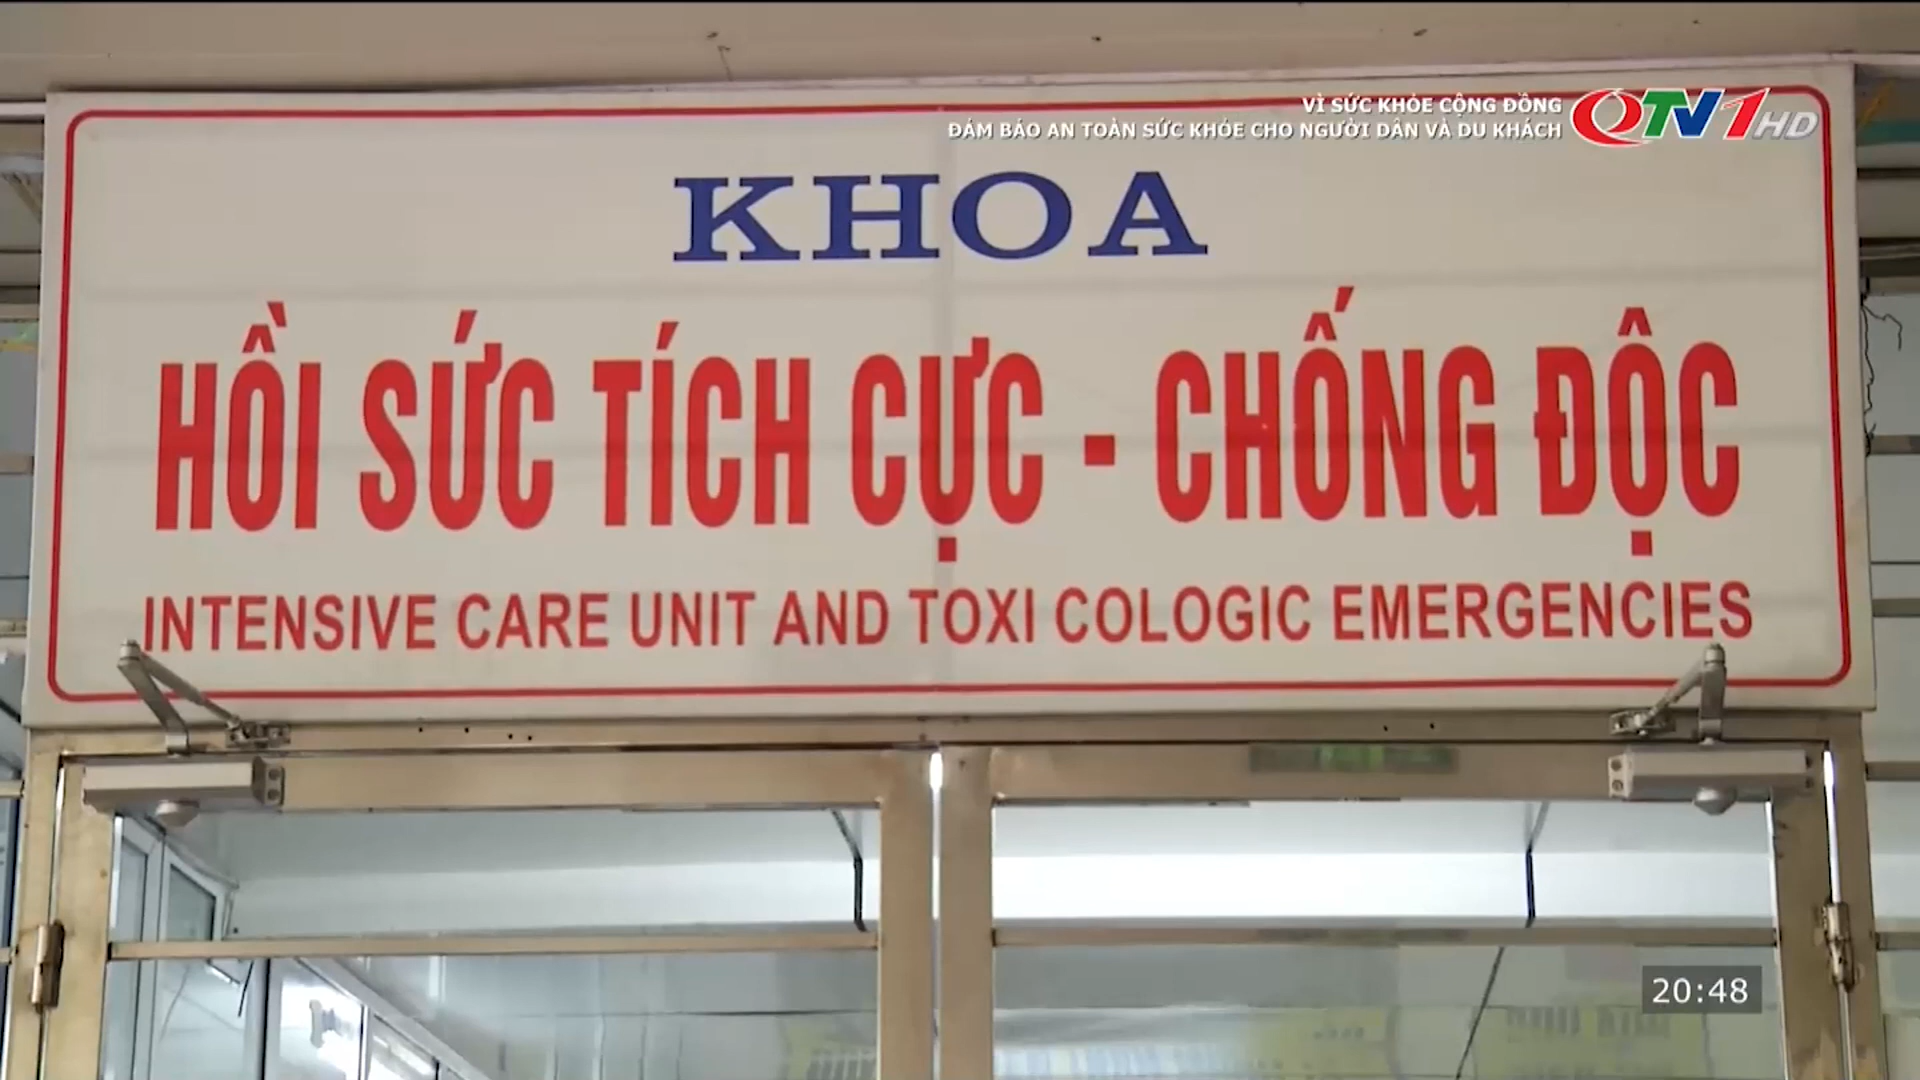 VÌ SỨC KHỎE CỘNG ĐỒNG
ĐẢM BẢO AN TOÀN SỨC KHỎE CHO NGƯỜI DÂN VÀ DU KHÁCH
QTV1HD
KHOA
HỒI SỨC TÍCH CỰC - CHỐNG ĐỘC
INTENSIVE CARE UNIT AND TOXI COLOGIC EMERGENCIES
20:48